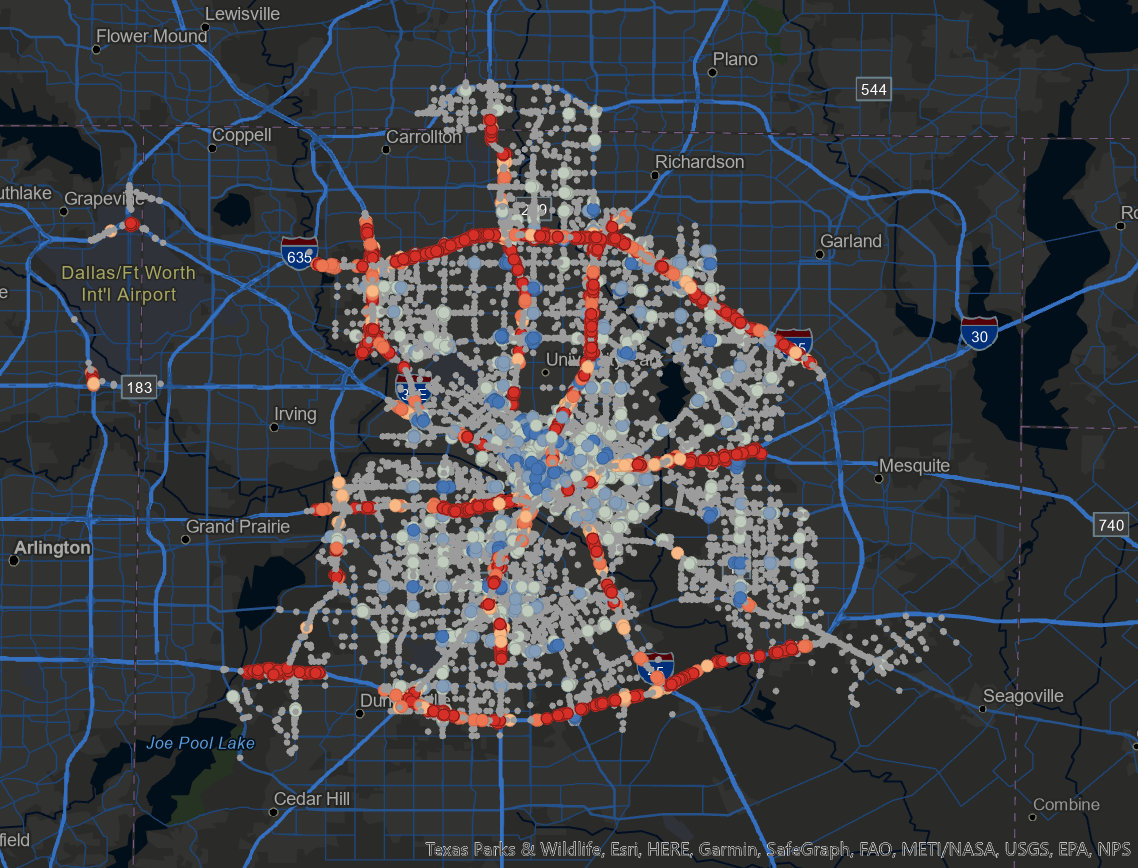 Lewisville
Flower Mound
Plano
544
Coppell
Carrollton
Richardson
Grapevine
Garland
635
Dallas/Ft Worth
Int'l Airport
30
183
Irving
Mesquite
Grand Prairie
740
Arlington
Seagoville
Joe Pool Lake
Cedar Hill
Combine
field
Texas Parks & Wildlife, Esri, HERE, Garmin, SafeGraph, FAO, METI/NASA, USGS, EPA, NPS